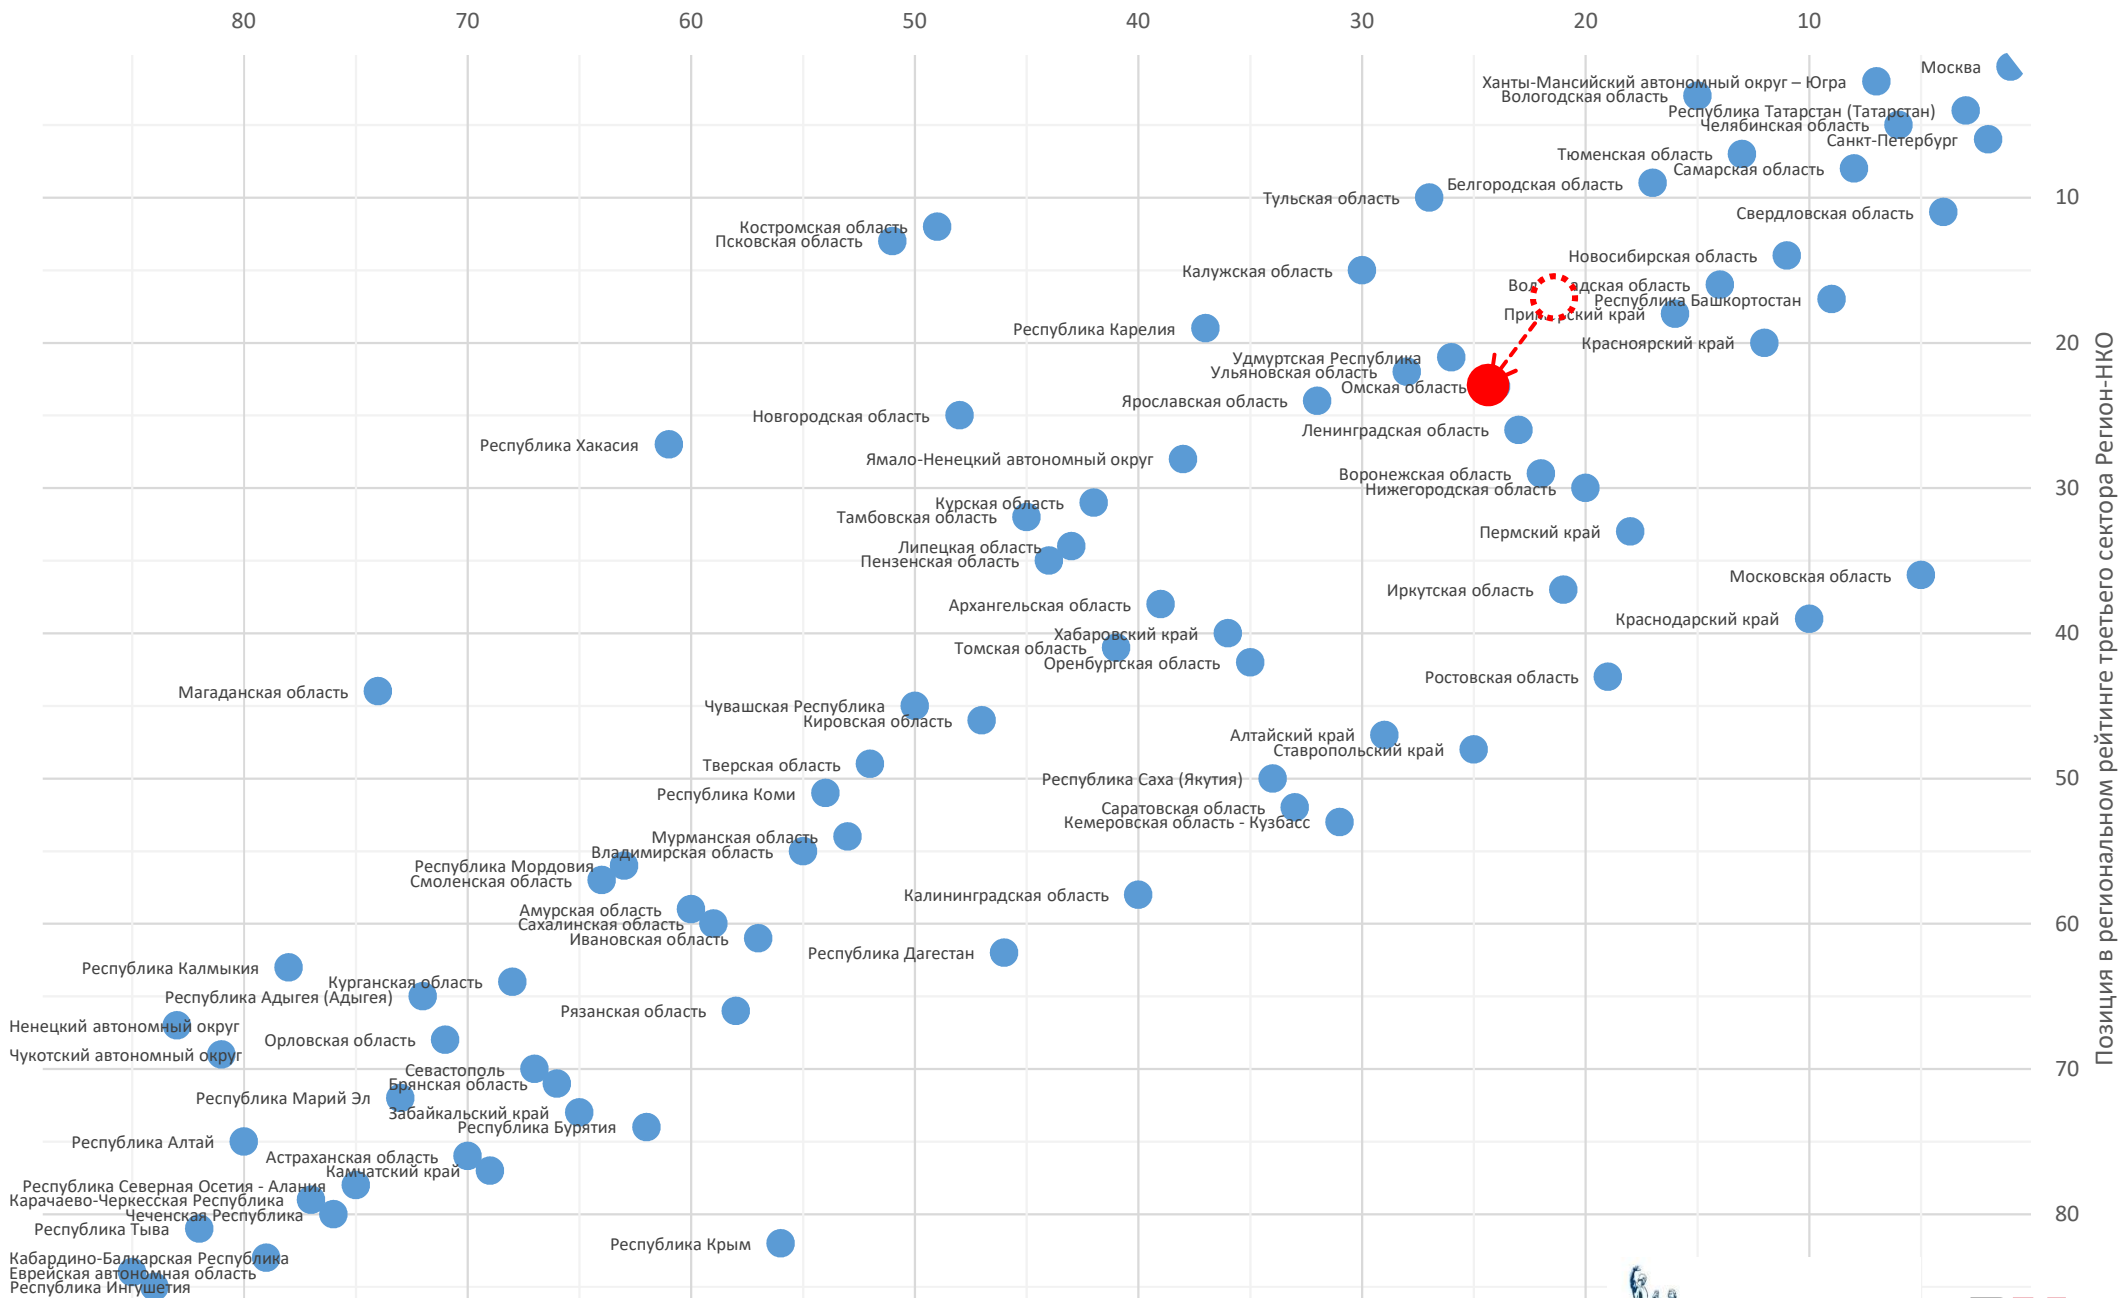 80 70 60 50 40 30 20 10
Москва
Ханты-Мансийский автономный округ – Югра
Вологодская область
Республика Татарстан (Татарстан)
Челябинская область
Санкт-Петербург
Тюменская область
Самарская область
Белгородская область
Тульская область
10
Свердловская область
Костромская область
Псковская область
Новосибирская область
Калужская область
адская область
Республика Башкортостан
край
Республика Карелия
Красноярский край
20
Удмуртская Республика
Ульяновская область
Омская область
Ярославская область
Новгородская область
Ленинградская область
Республика Хакасия
Ямало-Ненецкий автономный округ
Воронежская область
Нижегородская область
30
Курская область
Тамбовская область
Пермский край
Липецкая область
Пензенская область
Московская область
Иркутская область
Архангельская область
Краснодарский край
Хабаровский край
40
Томская область
Оренбургская область
Ростовская область
Магаданская область
Чувашская Республика
Кировская область
Алтайский край
Ставропольский край
Тверская область
Республика Саха (Якутия)
50
Республика Коми
Саратовская область
Кемеровская область - Кузбасс
Мурманская область
Владимирская область
Республика Мордовия
Смоленская область
Калининградская область
Амурская область
Сахалинская область
60
Ивановская область
Республика Дагестан
Республика Калмыкия
Курганская область
Республика Адыгея (Адыгея)
Рязанская область
Ненецкий автономный округ
Орловская область
Чукотский автономный округ
Севастополь
70
Брянская область
Республика Марий Эл
Забайкальский край
Республика Бурятия
Республика Алтай
Астраханская область
Камчатский край
Республика Северная Осетия - Алания
Карачаево-Черкесская Республика
Чеченская Республика
80
Республика Тыва
Республика Крым
Кабардино-Балкарская Республика
Еврейская автономная область
Республика Ингушетия
Позиция в региональном рейтинге третьего сектора Регион-НКО